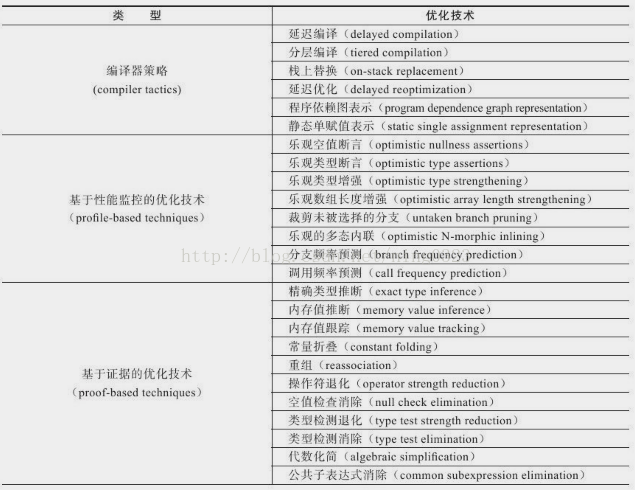 类 型 优化技术
编译器策略
(compiler tactics)
延迟编译（delayed compilation）
分层编译（tiered compilation）
栈上替换（on-stack replacement）
延迟优化（delayed reoptimization）
程序依赖图表示（program dependence graph representation）
静态单赋值表示（static single assignment representation）
基于性能监控的优化技术
（profile-based techniques）
乐观空值断言（optimistic nullness assertions）
乐观类型断言（optimistic type assertions）
乐观类型增强（optimistic type strengthening）
乐观数组长度增强（optimistic array length strengthening）
裁剪未被选择的分支（untaken branch pruning）
乐观的多态内联（optimistic N-morphic inlining）
分支频率预测（branch frequency prediction）
调用频率预测（call frequency prediction）
基于证据的优化技术
（proof-based techniques）
精确类型推断（exact type inference）
内存值推断（memory value inference）
内存值跟踪（memory value tracking）
常量折叠（constant folding）
重组（reassociation）
操作符退化（operator strength reduction）
空值检查消除（null check elimination）
类型检测退化（type test strength reduction）
类型检测消除（type test elimination）
代数化简（algebraic simplification）
公共子表达式消除（common subexpression elimination）